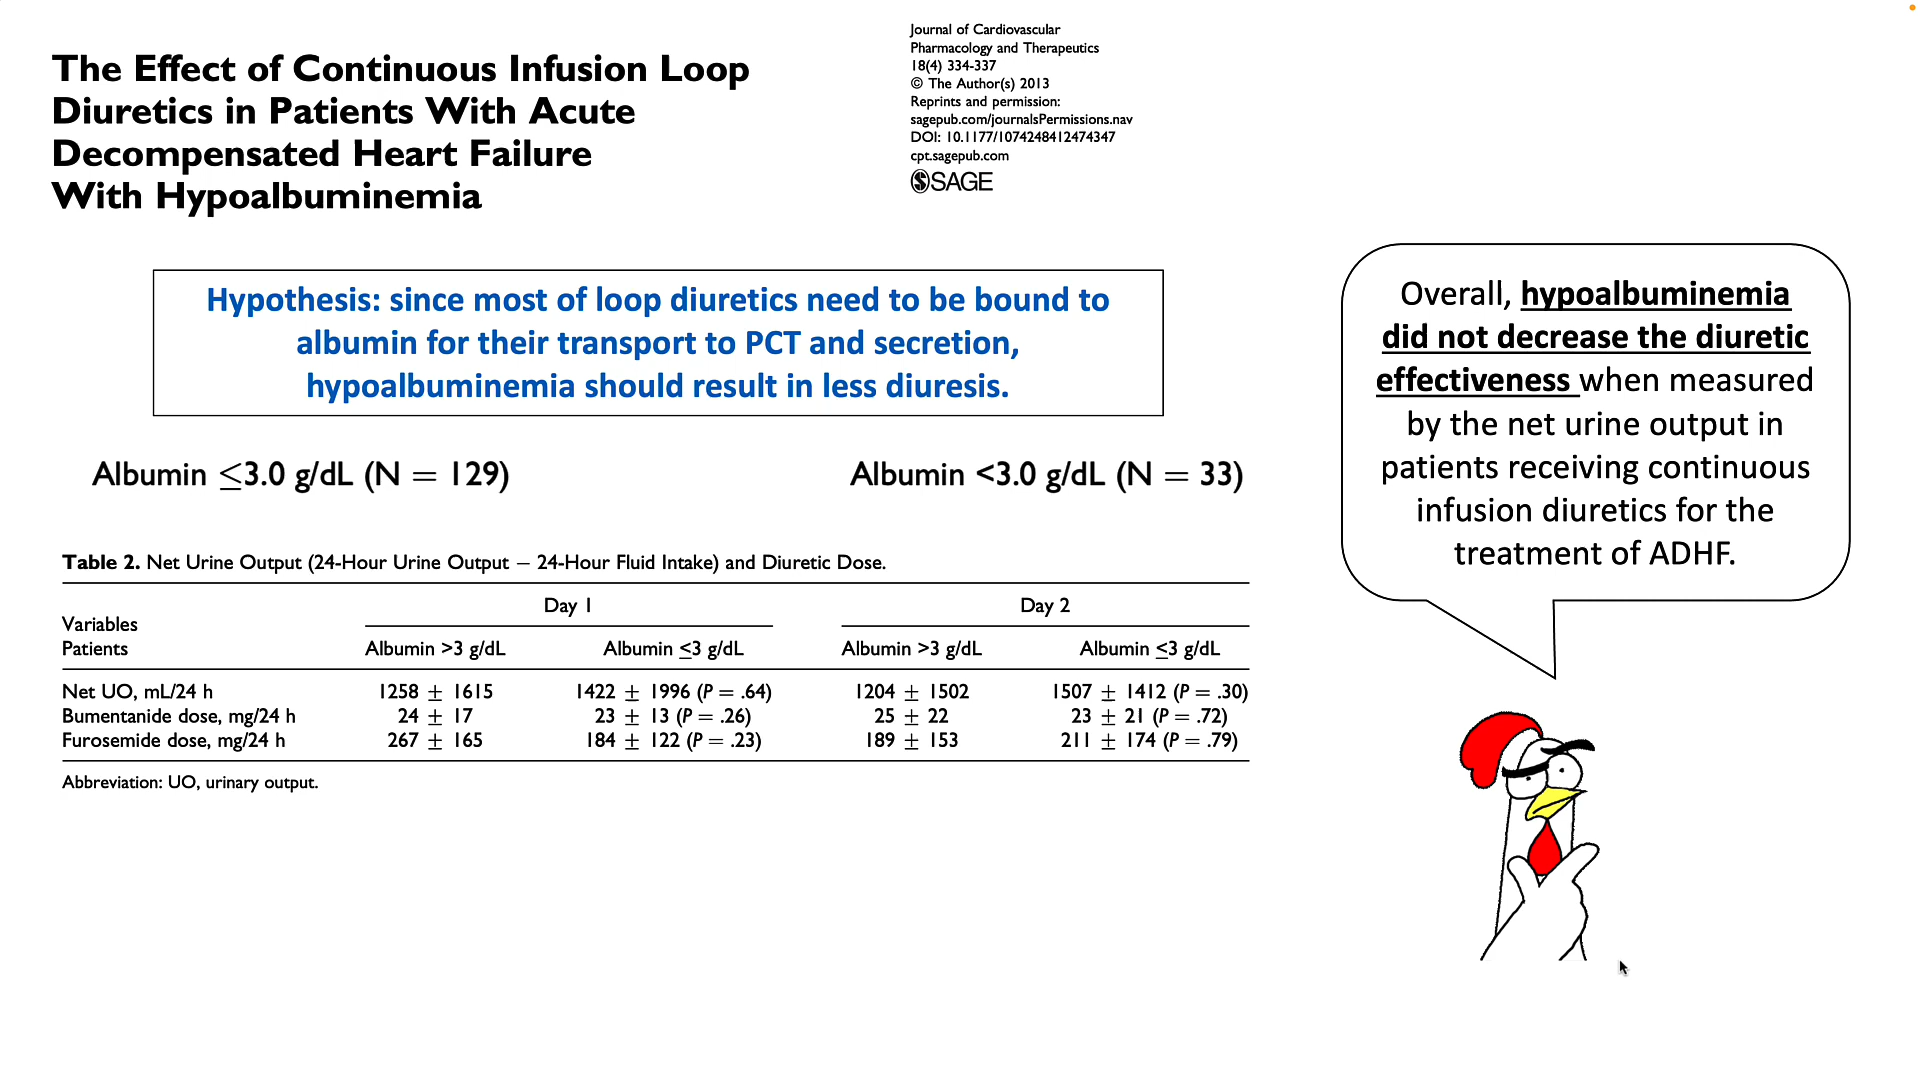 The Effect of Continuous Infusion Loop
Diuretics in Patients With Acute
Decompensated Heart Failure
With Hypoalbuminemia
Journal of Cardiovascular
Pharmacology and Therapeutics
18(4) 334-337
© The Author(s) 2013
Reprints and permission:
sagepub.com/journalsPermissions.nav
DOI: 10.1177/1074248412474347
cpt.sagepub.com
SAGE
Hypothesis: since most of loop diuretics need to be bound to
albumin for their transport to PCT and secretion,
hypoalbuminemia should result in less diuresis.
Albumin ≤3.0 g/dL (N = 129)
Albumin <3.0 g/dL (N = 33)
Table 2. Net Urine Output (24-Hour Urine Output − 24-Hour Fluid Intake) and Diuretic Dose.
Day 1 Day 2
Variables
Patients Albumin >3 g/dL Albumin ≤3 g/dL Albumin >3 g/dL Albumin ≤3 g/dL
Net UO, mL/24 h 1258 ± 1615 1422 ± 1996 (P = .64) 1204 ± 1502 1507 ± 1412 (P = .30)
Bumentanide dose, mg/24 h 24 ± 17 23 ± 13 (P = .26) 25 ± 22 23 ± 21 (P = .72)
Furosemide dose, mg/24 h 267 ± 165 184 ± 122 (P = .23) 189 ± 153 211 ± 174 (P = .79)
Abbreviation: UO, urinary output.
Overall, hypoalbuminemia
did not decrease the diuretic
effectiveness when measured
by the net urine output in
patients receiving continuous
infusion diuretics for the
treatment of ADHF.